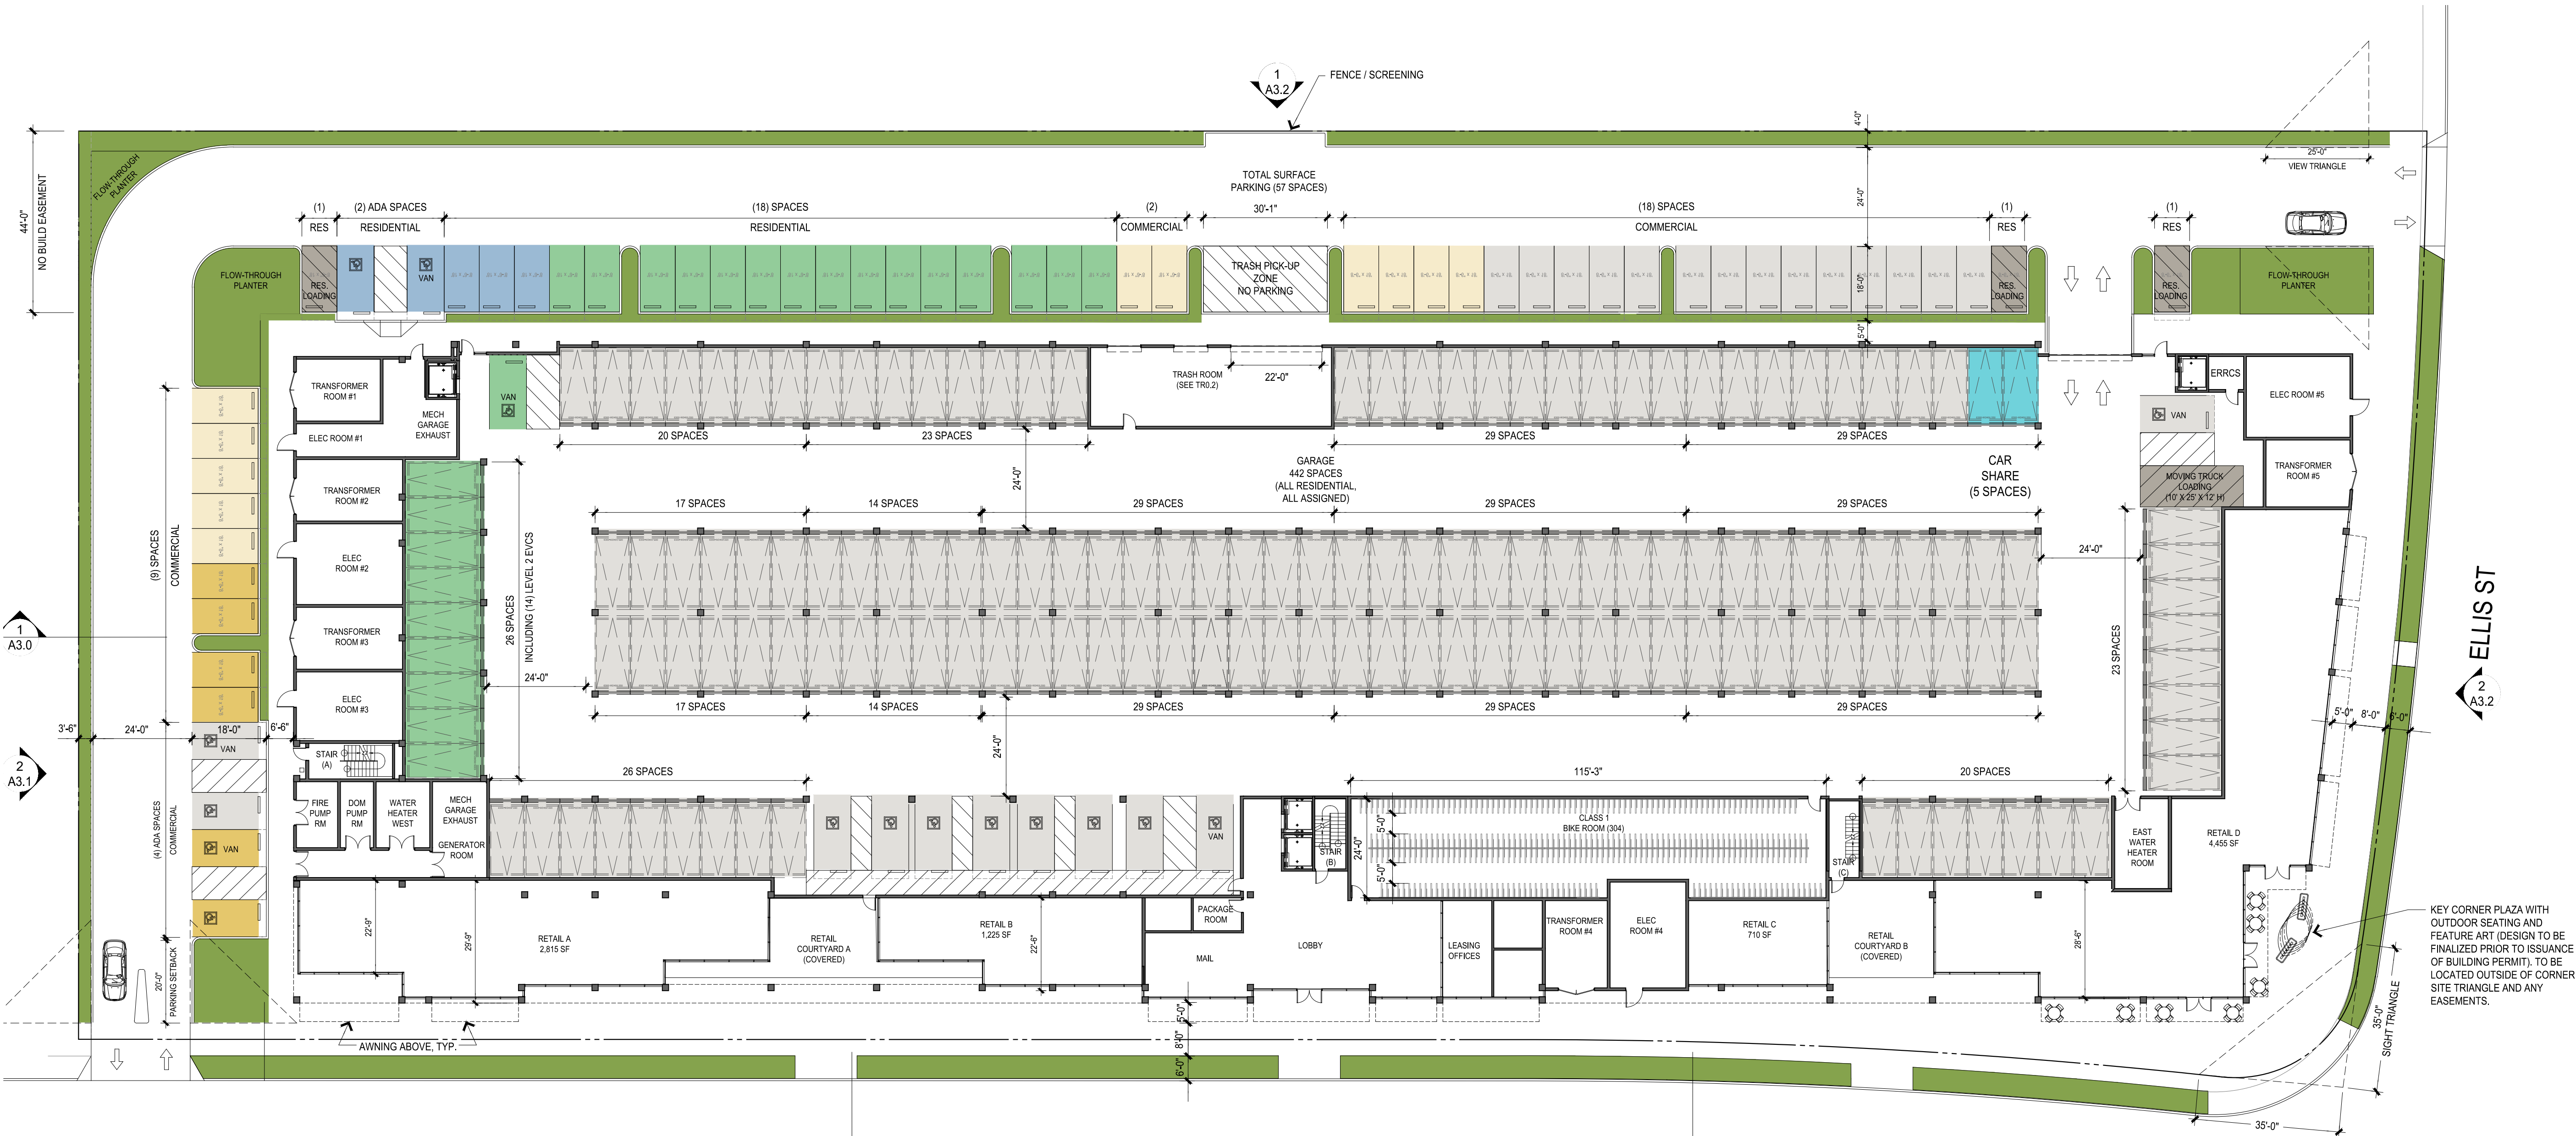 1
A3.2
FENCE / SCREENING
4'-0"
25'-0"
VIEW TRIANGLE
FLOW-THROUGH
PLANTER
44'-0"
NO BUILD EASEMENT
TOTAL SURFACE
PARKING (57 SPACES)
24'-0"
(1)
RES
(2) ADA SPACES
RESIDENTIAL
(18) SPACES
RESIDENTIAL
(2)
COMMERCIAL
30'-1"
(18) SPACES
COMMERCIAL
(1)
RES
(1)
RES
FLOW-THROUGH
PLANTER
RES.
LOADING
VAN
TRASH PICK-UP
ZONE
NO PARKING
18'-0"
RES.
LOADING
RES.
LOADING
FLOW-THROUGH
PLANTER
5'-0"
TRANSFORMER
ROOM #1
MECH
GARAGE
EXHAUST
ELEC ROOM #1
VAN
TRASH ROOM
(SEE TR0.2)
22'-0"
ERRCS
ELEC ROOM #5
VAN
20 SPACES
23 SPACES
29 SPACES
29 SPACES
24'-0"
GARAGE
442 SPACES
(ALL RESIDENTIAL,
ALL ASSIGNED)
CAR
SHARE
(5 SPACES)
TRANSFORMER
ROOM #5
MOVING TRUCK
LOADING
(10' X 25' X 12' H)
(9) SPACES
COMMERCIAL
TRANSFORMER
ROOM #2
ELEC
ROOM #2
TRANSFORMER
ROOM #3
ELEC
ROOM #3
26 SPACES
INCLUDING (14) LEVEL 2 EVCS
17 SPACES
14 SPACES
29 SPACES
29 SPACES
29 SPACES
24'-0"
24'-0"
23 SPACES
ELLIS ST
1
A3.0
2
A3.2
17 SPACES
14 SPACES
29 SPACES
29 SPACES
29 SPACES
3'-6"
24'-0"
18'-0"
6'-6"
5'-0"
8'-0"
6'-0"
2
A3.1
VAN
STAIR
(A)
24'-0"
26 SPACES
115'-3"
20 SPACES
(4) ADA SPACES
COMMERCIAL
VAN
FIRE
PUMP
RM
DOM
PUMP
RM
WATER
HEATER
WEST
MECH
GARAGE
EXHAUST
GENERATOR
ROOM
VAN
STAIR
(B)
24'-0"
5'-0"
5'-0"
CLASS 1
BIKE ROOM (304)
STAIR
(C)
EAST
WATER
HEATER
ROOM
RETAIL D
4,455 SF
22'-9"
29'-9"
RETAIL A
2,815 SF
RETAIL
COURTYARD A
(COVERED)
RETAIL B
1,225 SF
22'-6"
PACKAGE
ROOM
MAIL
LOBBY
LEASING
OFFICES
TRANSFORMER
ROOM #4
ELEC
ROOM #4
RETAIL C
710 SF
RETAIL
COURTYARD B
(COVERED)
28'-6"
KEY CORNER PLAZA WITH
OUTDOOR SEATING AND
FEATURE ART (DESIGN TO BE
FINALIZED PRIOR TO ISSUANCE
OF BUILDING PERMIT). TO BE
LOCATED OUTSIDE OF CORNER
SITE TRIANGLE AND ANY
EASEMENTS.
20'-0"
PARKING SETBACK
AWNING ABOVE, TYP.
5'-0"
8'-0"
6'-0"
35'-0"
SIGHT TRIANGLE
35'-0"